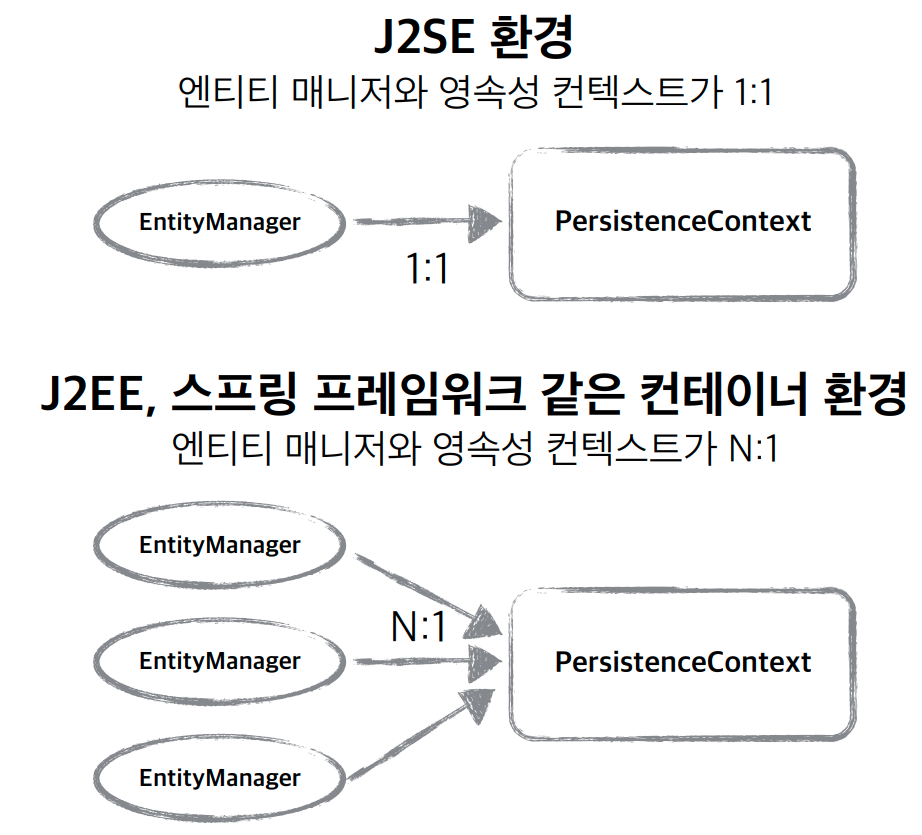 J2SE 환경
엔티티 매니저와 영속성 컨텍스트가 1:1
EntityManager
PersistenceContext
1:1
J2EE, 스프링 프레임워크 같은 컨테이너 환경
엔티티 매니저와 영속성 컨텍스트가 N:1
EntityManager
N:1
EntityManager
PersistenceContext
EntityManager